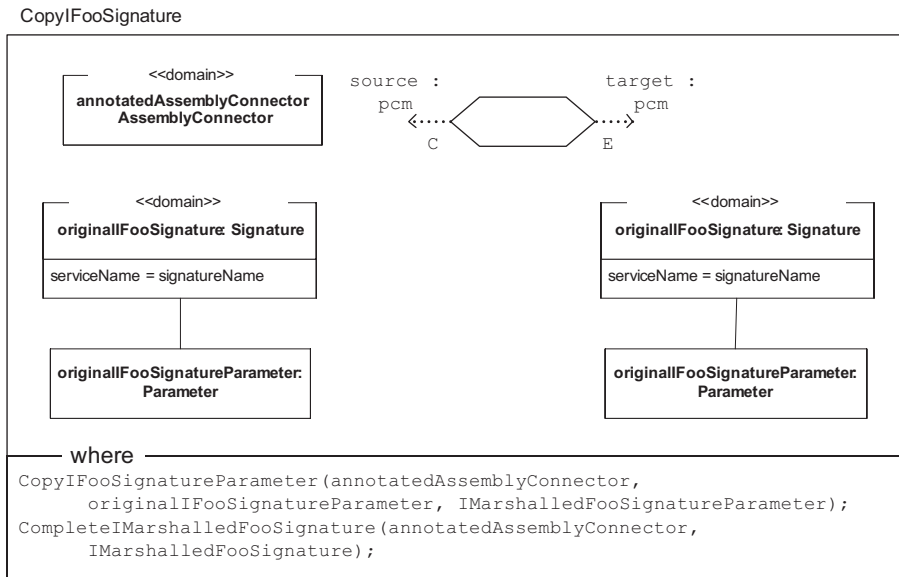 CopyIFooSignature
<<domain>>
annotatedAssemblyConnector
AssemblyConnector
source :
pcm
target :
pcm
C
E
<<domain>>
originalIFooSignature: Signature
serviceName = signatureName
originalIFooSignatureParameter:
Parameter
<<domain>>
originalIFooSignature: Signature
serviceName = signatureName
originalIFooSignatureParameter:
Parameter
where
CopyIFooSignatureParameter(annotatedAssemblyConnector,
originalIFooSignatureParameter, IMarshalledFooSignatureParameter);
CompleteIMarshalledFooSignature(annotatedAssemblyConnector,
IMarshalledFooSignature);